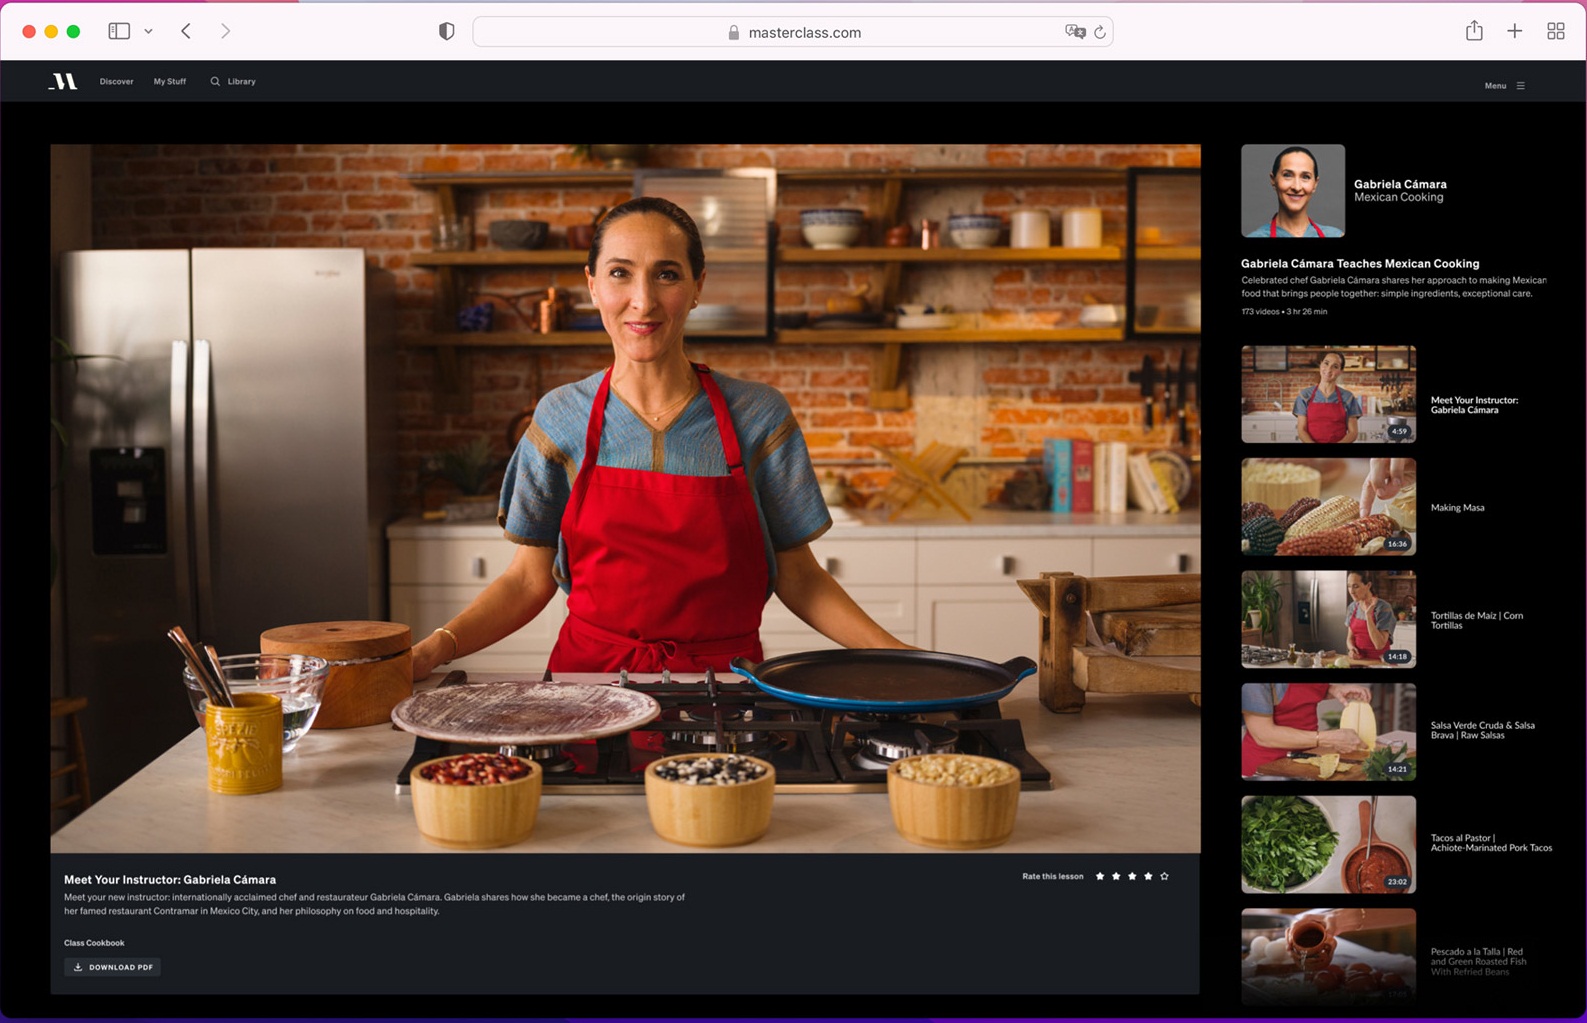 masterclass.com
Discover
My Stuff
Library
Menu
Gabriela Cámara
Mexican Cooking
Gabriela Cámara Teaches Mexican Cooking
Celebrated chef Gabriela Cámara shares her approach to making Mexican
food that brings people together: simple ingredients, exceptional care.
173 videos • 3 hr 26 min
4:59
Meet Your Instructor:
Gabriela Cámara
16:36
Making Masa
14:18
Tortillas de Maíz | Corn
Tortillas
14:21
Salsa Verde Cruda & Salsa
Brava | Raw Salsas
23:02
Tacos al Pastor |
Achiote-Marinated Pork Tacos
Pescado a la Talla | Red
and Green Roasted Fish
With Refried Beans
Meet Your Instructor: Gabriela Cámara
Rate this lesson
Meet your new instructor: internationally acclaimed chef and restaurateur Gabriela Cámara. Gabriela shares how she became a chef, the origin story of
her famed restaurant Contramar in Mexico City, and her philosophy on food and hospitality.
Class Cookbook
DOWNLOAD PDF